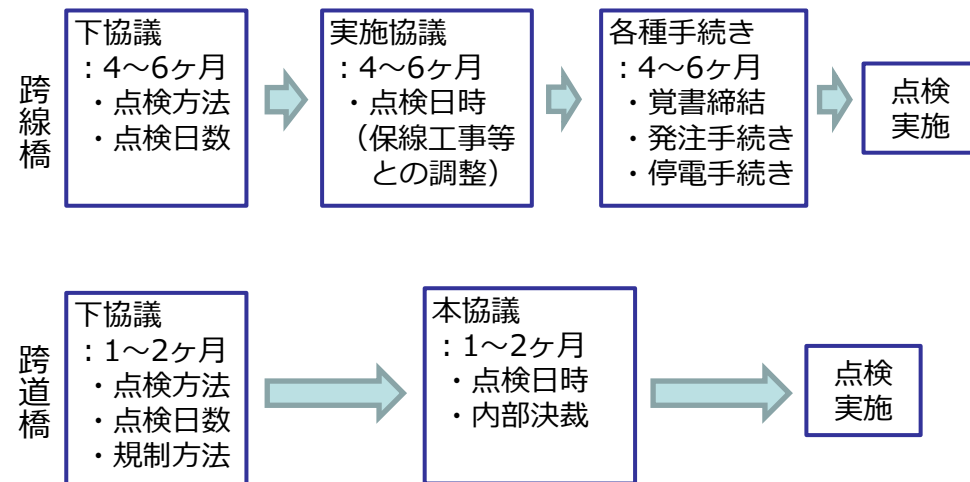 跨線橋
下協議
：4～6ヶ月
・点検方法
・点検日数
実施協議
：4～6ヶ月
・点検日時
（保線工事等
との調整）
各種手続き
：4～6ヶ月
・覚書締結
・発注手続き
・停電手続き
点検
実施
跨道橋
下協議
：1～2ヶ月
・点検方法
・点検日数
・規制方法
本協議
：1～2ヶ月
・点検日時
・内部決裁
点検
実施